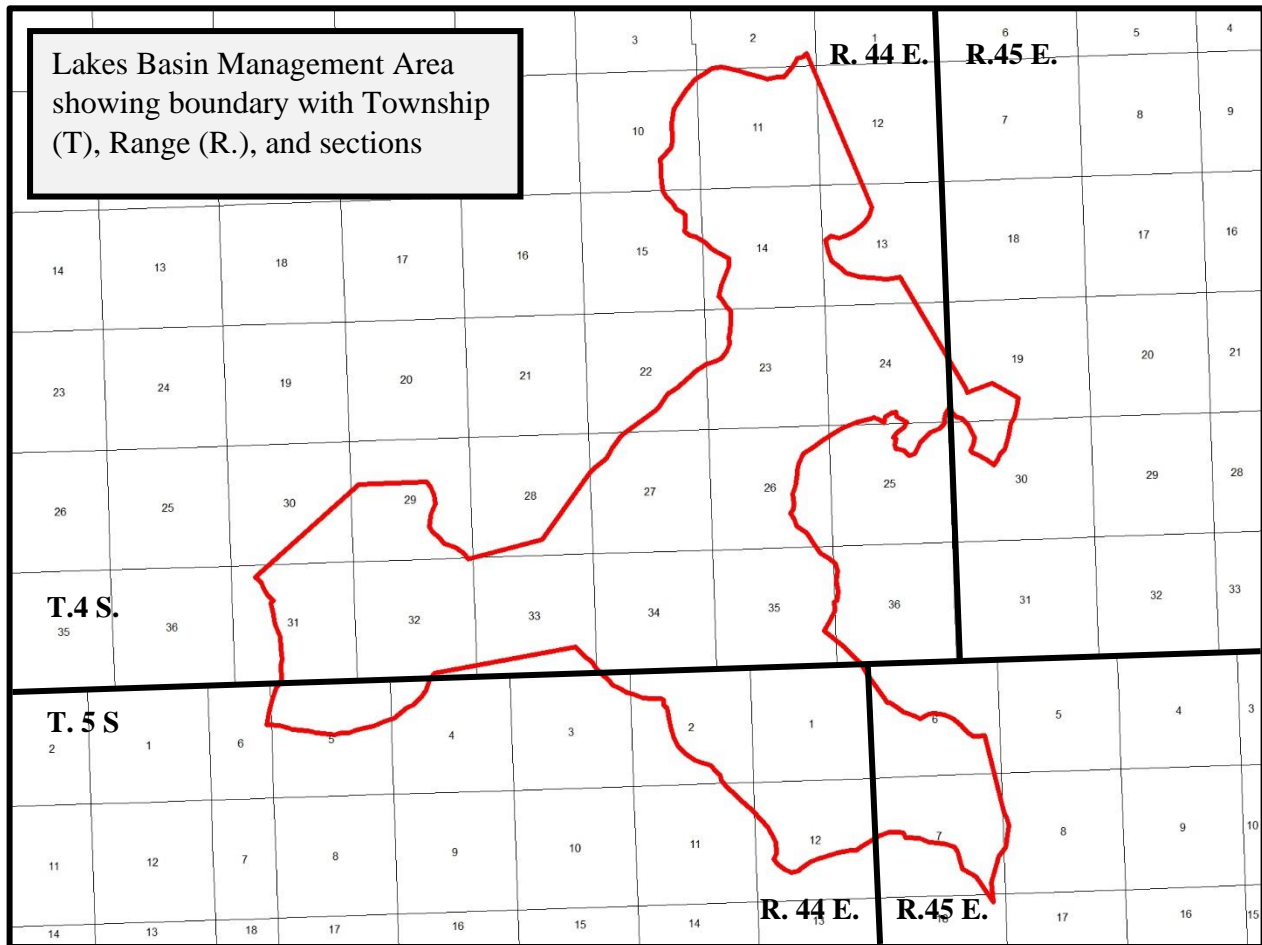 Lakes Basin Management Area
showing boundary with Township
(T), Range (R.), and sections
3 2 1 6 5 4
R. 44 E. R.45 E.
10 11 12 7 8 9
14 13 18 17 16 15 14 13 18 17 16
23 24 19 20 21 22 23 24 19 20 21
26 25 30 29 28 27 26 25 30 29 28
T.4 S.
35 36 31 32 33 34 35 36 31 32 33
T. 5 S
2 1 6 5 4 3 2 1 6 5 4 3
11 12 7 8 9 10 11 12 7 8 9 10
R. 44 E. R.45 E.
14 13 18 17 16 15 14 13 18 17 16 15